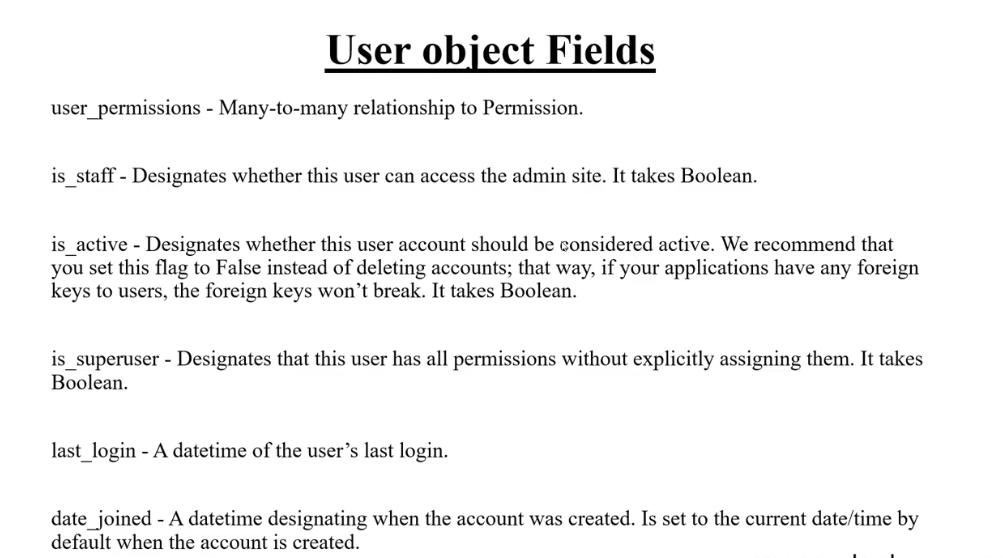 User object Fields
user_permissions - Many-to-many relationship to Permission.
is_staff - Designates whether this user can access the admin site. It takes Boolean.
is_active - Designates whether this user account should be considered active. We recommend that
you set this flag to False instead of deleting accounts; that way, if your applications have any foreign
keys to users, the foreign keys won’t break. It takes Boolean.
is_superuser - Designates that this user has all permissions without explicitly assigning them. It takes
Boolean.
last_login - A datetime of the user’s last login.
date_joined - A datetime designating when the account was created. Is set to the current date/time by
default when the account is created.